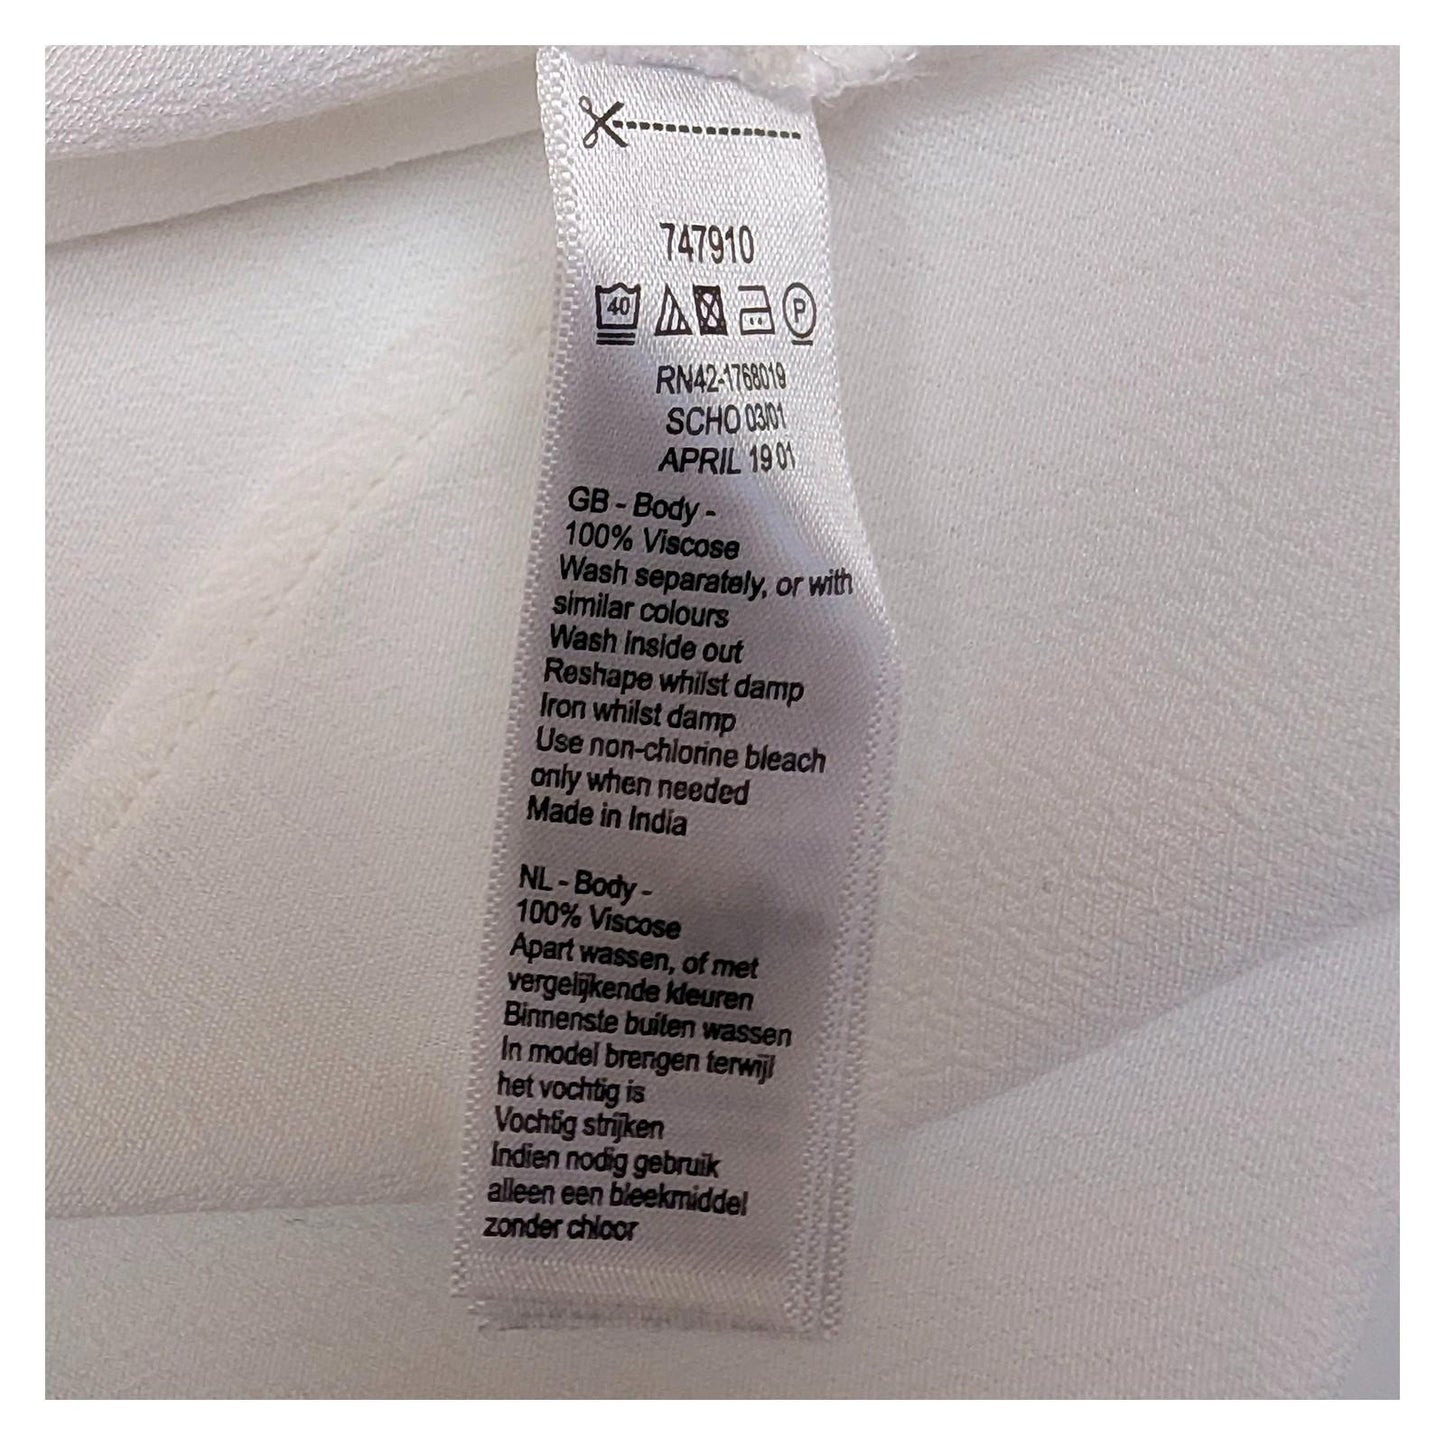 747910
40 P
RN42-1768019
SCHO 03/01
APRIL 19 01
GB - Body -
100% Viscose
Wash separately, or with
similar colours
Wash inside out
Reshape whilst damp
Iron whilst damp
Use non-chlorine bleach
only when needed
Made in India
NL - Body -
100% Viscose
Apart wassen, of met
vergelijkende kleuren
Binnenste buiten wassen
In model brengen terwijl
het vochtig is
Vochtig strijken
Indien nodig gebruik
alleen een bleekmiddel
zonder chloor